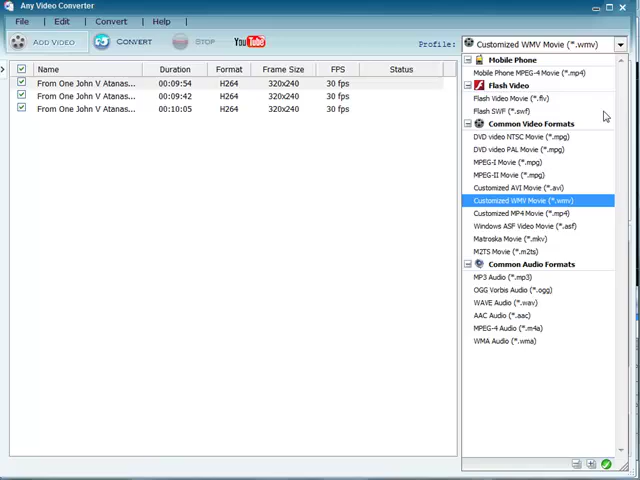 Any Video Converter
File Edit Convert Help
ADD VIDEO CONVERT STOP YouTube Profile: Customized WMV Movie (*.wmv)
Name Duration Format Frame Size FPS Status
From One John V Atanas... 00:09:54 H264 320x240 30 fps
From One John V Atanas... 00:09:42 H264 320x240 30 fps
From One John V Atanas... 00:10:05 H264 320x240 30 fps
Mobile Phone
Mobile Phone MPEG-4 Movie (*.mp4)
Flash Video
Flash Video Movie (*.flv)
Flash SWF (*.swf)
Common Video Formats
DVD video NTSC Movie (*.mpg)
DVD video PAL Movie (*.mpg)
MPEG-I Movie (*.mpg)
MPEG-II Movie (*.mpg)
Customized AVI Movie (*.avi)
Customized WMV Movie (*.wmv)
Customized MP4 Movie (*.mp4)
Windows ASF Video Movie (*.asf)
Matroska Movie (*.mkv)
M2TS Movie (*.m2ts)
Common Audio Formats
MP3 Audio (*.mp3)
OGG Vorbis Audio (*.ogg)
WAVE Audio (*.wav)
AAC Audio (*.aac)
MPEG-4 Audio (*.m4a)
WMA Audio (*.wma)